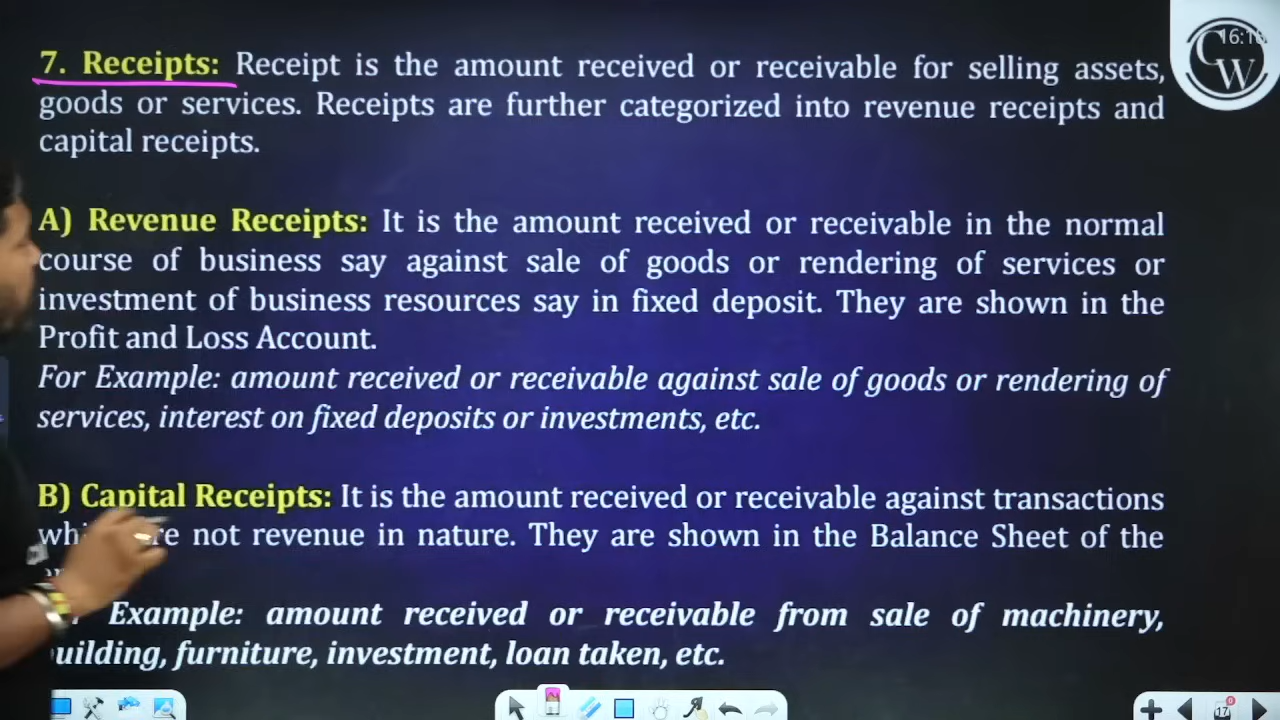 7. Receipts: Receipt is the amount received or receivable for selling assets,
goods or services. Receipts are further categorized into revenue receipts and
capital receipts.
A) Revenue Receipts: It is the amount received or receivable in the normal
course of business say against sale of goods or rendering of services or
investment of business resources say in fixed deposit. They are shown in the
Profit and Loss Account.
For Example: amount received or receivable against sale of goods or rendering of
services, interest on fixed deposits or investments, etc.
B) Capital Receipts: It is the amount received or receivable against transactions
not revenue in nature. They are shown in the Balance Sheet of the
Example: amount received or receivable from sale of machinery,
furniture, investment, loan taken, etc.
CW
17